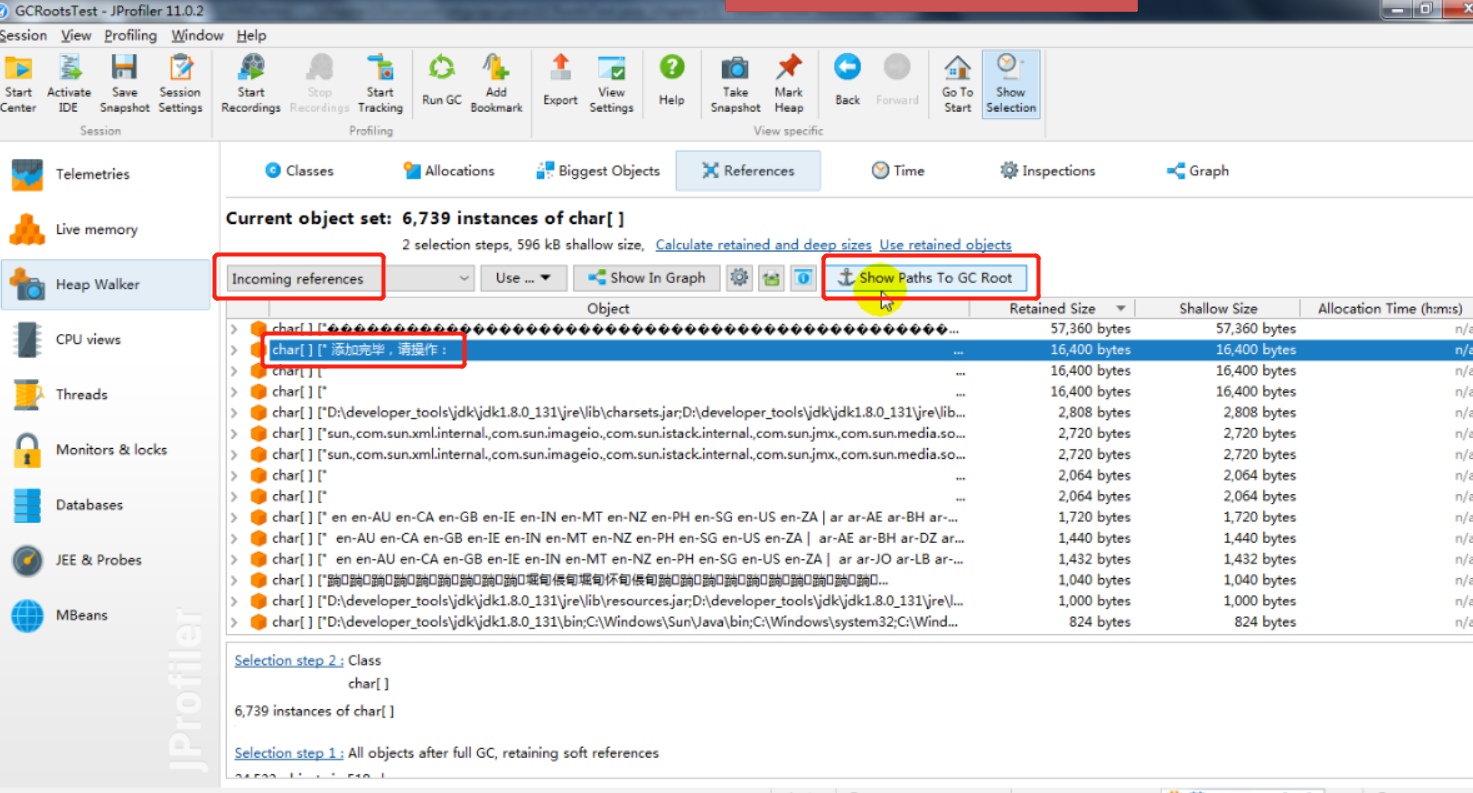 GCRootsTest - JProfiler 11.0.2
Session View Profiling Window Help
Start Center
Activate IDE
Save Snapshot
Session Settings
Start Recordings
Stop Recordings
Start Tracking
Run GC
Add Bookmark
Export
View Settings
Help
Take Snapshot
Mark Heap
Back
Forward
Go To Start
Show Selection
Session
Profiling
View specific
Telemetries
Live memory
Heap Walker
CPU views
Threads
Monitors & locks
Databases
JEE & Probes
MBeans
JProfiler
Classes Allocations Biggest Objects References Time Inspections Graph
Current object set: 6,739 instances of char[ ]
2 selection steps, 596 kB shallow size, Calculate retained and deep sizes Use retained objects
Incoming references Use ... Show In Graph Show Paths To GC Root
Object Retained Size Shallow Size Allocation Time (h:m:s)
char[ ] ["������������������������������������������������... 57,360 bytes 57,360 bytes n/a
char[ ] [" 添加完毕，请操作： ... 16,400 bytes 16,400 bytes n/a
char[ ] [" ... 16,400 bytes 16,400 bytes n/a
char[ ] [" ... 16,400 bytes 16,400 bytes n/a
char[ ] ["D:\developer_tools\jdk\jdk1.8.0_131\jre\lib\charsets.jar;D:\developer_tools\jdk\jdk1.8.0_131\jre\lib... 2,808 bytes 2,808 bytes n/a
char[ ] ["sun.,com.sun.xml.internal.,com.sun.imageio.,com.sun.istack.internal.,com.sun.jmx.,com.sun.media.so... 2,720 bytes 2,720 bytes n/a
char[ ] ["sun.,com.sun.xml.internal.,com.sun.imageio.,com.sun.istack.internal.,com.sun.jmx.,com.sun.media.so... 2,720 bytes 2,720 bytes n/a
char[ ] [" ... 2,064 bytes 2,064 bytes n/a
char[ ] [" ... 2,064 bytes 2,064 bytes n/a
char[ ] [" en en-AU en-CA en-GB en-IE en-IN en-MT en-NZ en-PH en-SG en-US en-ZA | ar ar-AE ar-BH ar-... 1,720 bytes 1,720 bytes n/a
char[ ] [" en-AU en-CA en-GB en-IE en-IN en-MT en-NZ en-PH en-SG en-US en-ZA | ar-AE ar-BH ar-DZ ar... 1,440 bytes 1,440 bytes n/a
char[ ] [" en en-AU en-CA en-GB en-IE en-IN en-MT en-NZ en-PH en-SG en-US en-ZA | ar ar-JO ar-LB ar-... 1,432 bytes 1,432 bytes n/a
char[ ] [" 1,040 bytes 1,040 bytes n/a
char[ ] ["D:\developer_tools\jdk\jdk1.8.0_131\jre\lib\resources.jar;D:\developer_tools\jdk\jdk1.8.0_131\jre\l... 1,000 bytes 1,000 bytes n/a
char[ ] ["D:\developer_tools\jdk\jdk1.8.0_131\bin;C:\Windows\Sun\Java\bin;C:\Windows\system32;C:\Wind... 824 bytes 824 bytes n/a
Selection step 2 : Class
char[ ]
6,739 instances of char[ ]
Selection step 1 : All objects after full GC, retaining soft references